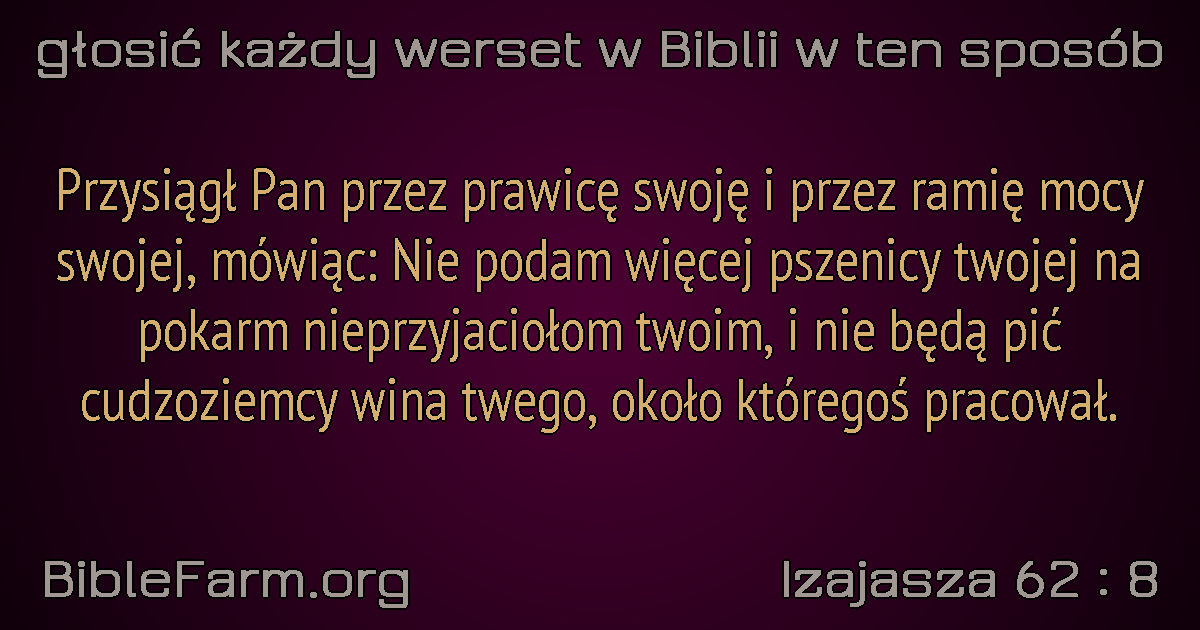 głosić każdy werset w Biblii w ten sposób
Przysiągł Pan przez prawicę swoję i przez ramię mocy
swojej, mówiąc: Nie podam więcej pszenicy twojej na
pokarm nieprzyjaciołom twoim, i nie będą pić
cudzoziemcy wina twego, około któregoś pracował.
BibleFarm.org
Izajasza 62 : 8